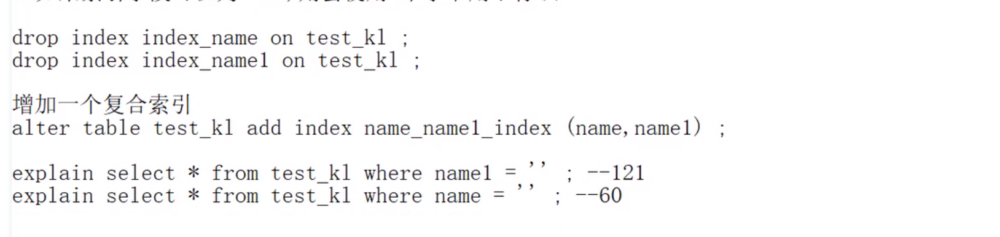 drop index index_name on test_kl ;
drop index index_name1 on test_kl ;
增加一个复合索引
alter table test_kl add index name_name1_index (name,name1) ;
explain select * from test_kl where name1 = '' ; --121
explain select * from test_kl where name = '' ; --60